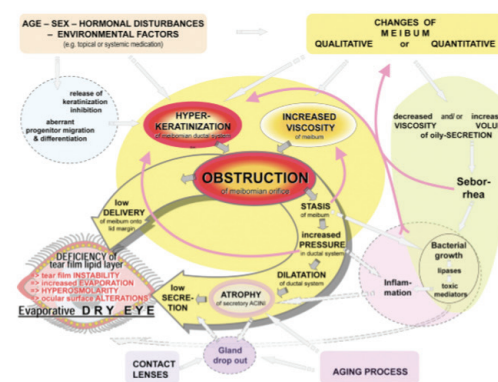 AGE – SEX – HORMONAL DISTURBANCES
– ENVIRONMENTAL FACTORS
(e.g. topical or systemic medication)
CHANGES OF
MEIBUM
QUALITATIVE or QUANTITATIVE
release of
keratinization
inhibition
aberrant
progenitor migration
& differentiation
HYPER-
KERATINIZATION
of meibomian ductal system
INCREASED
VISCOSITY
of meibum
decreased and/or increas
VISCOSITY VOLU
of oily-SECRETION
OBSTRUCTION
of meibomian orifice
Sebor-
rhea
low
DELIVERY
of meibum onto
lid margin
STASIS
of meibum
increased
PRESSURE
in ductal system
DILATATION
of ductal system
Bacterial
growth
lipases
toxic
mediators
Inflam-
mation
DEFICIENCY of
tear film lipid layer
=> tear film INSTABILITY
=> increased EVAPORATION
=> HYPEROSMOLARITY
=> ocular surface ALTERATIONS
Evaporative DRY EYE
low
SECRE-
TION
ATROPHY
of secretory ACINI
Gland
drop out
CONTACT
LENSES
AGING PROCESS